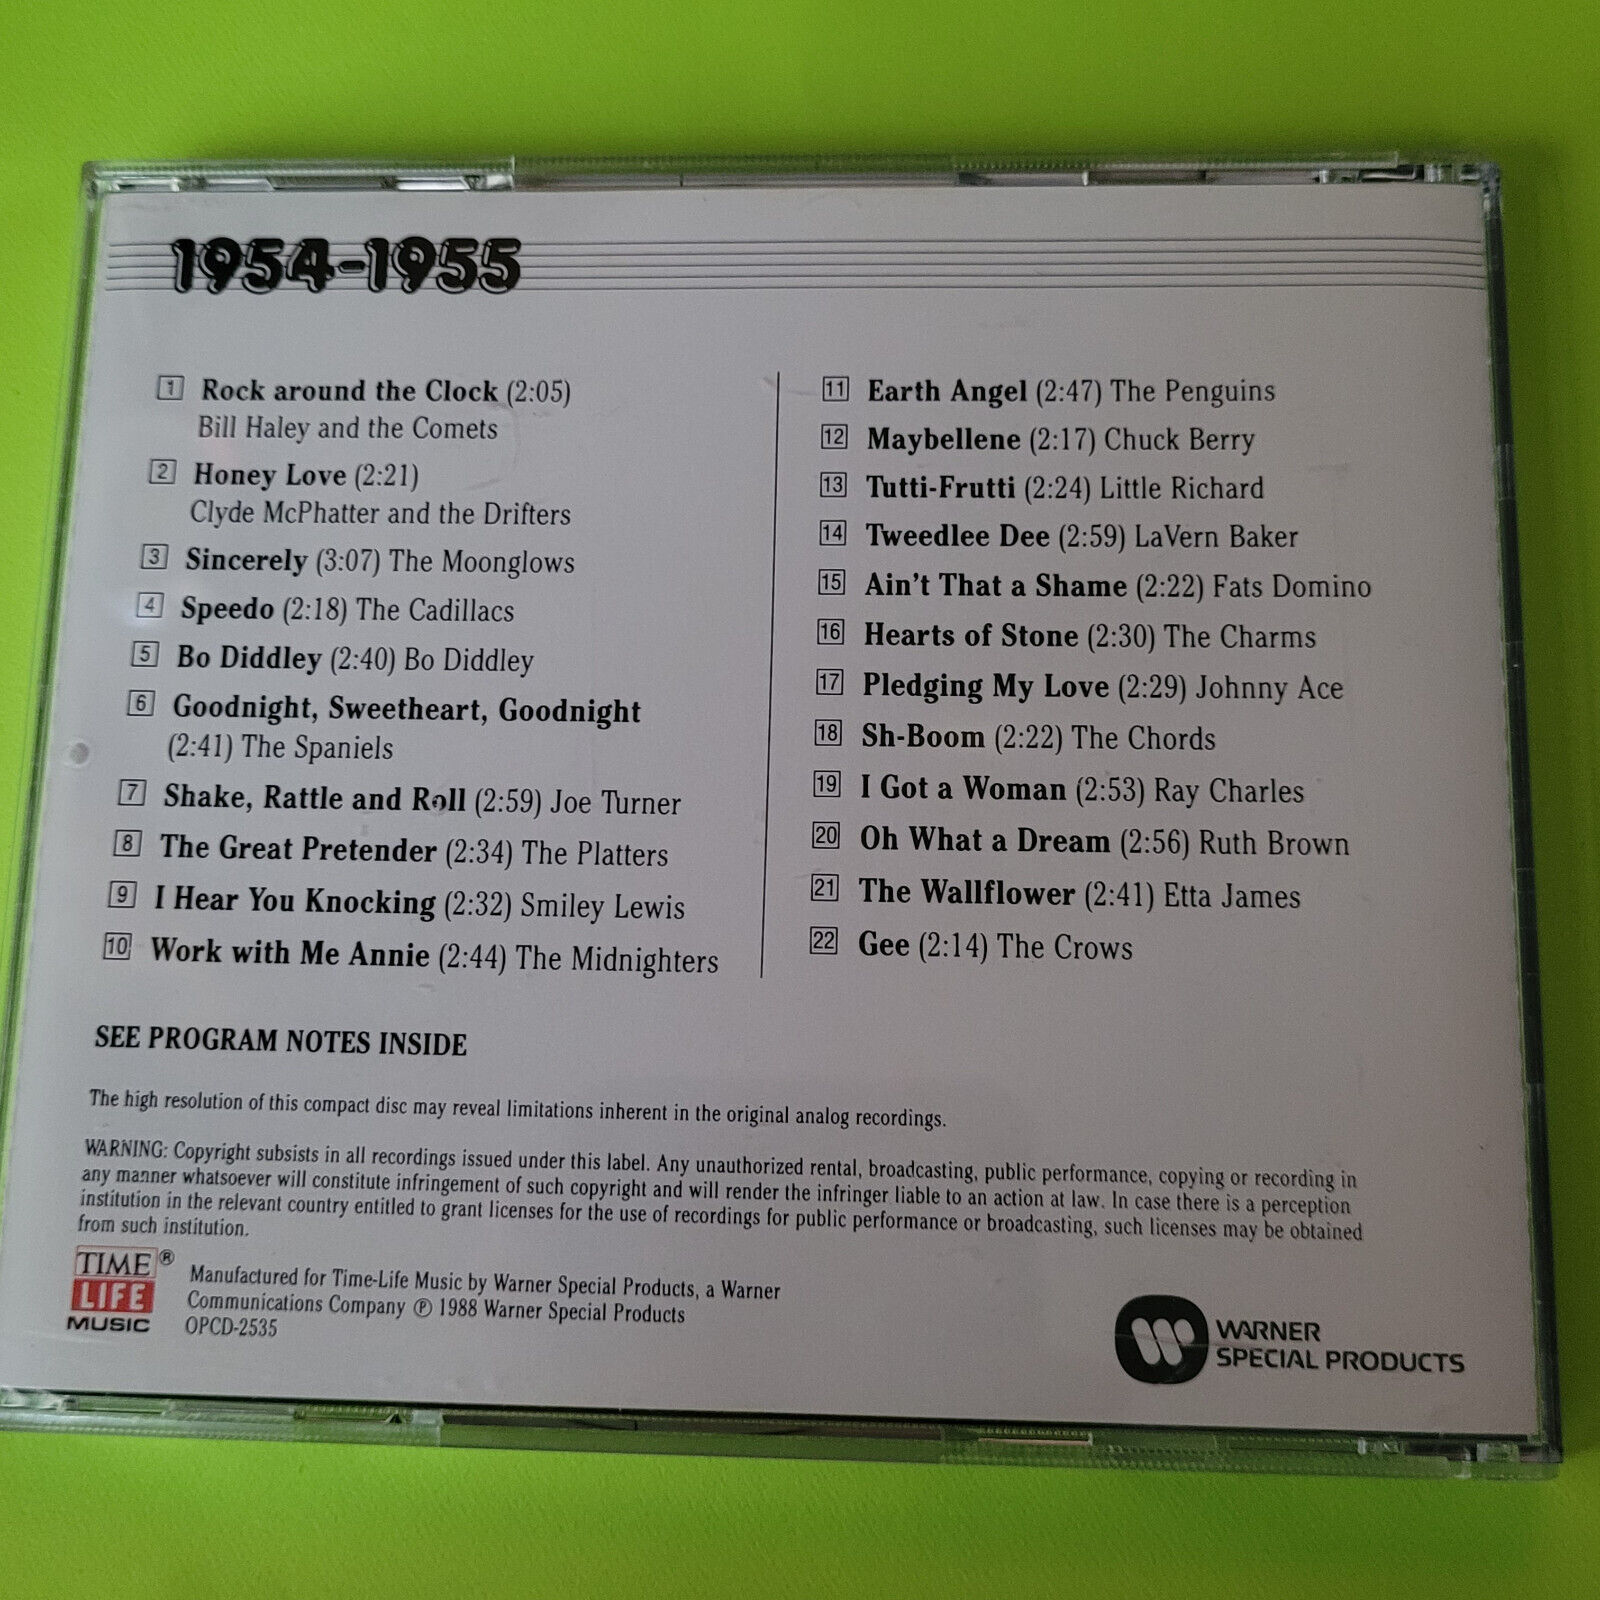 1954-1955
1 Rock around the Clock (2:05)
Bill Haley and the Comets
2 Honey Love (2:21)
Clyde McPhatter and the Drifters
3 Sincerely (3:07) The Moonglows
4 Speedo (2:18) The Cadillacs
5 Bo Diddley (2:40) Bo Diddley
6 Goodnight, Sweetheart, Goodnight
(2:41) The Spaniels
7 Shake, Rattle and Roll (2:59) Joe Turner
8 The Great Pretender (2:34) The Platters
9 I Hear You Knocking (2:32) Smiley Lewis
10 Work with Me Annie (2:44) The Midnighters
11 Earth Angel (2:47) The Penguins
12 Maybellene (2:17) Chuck Berry
13 Tutti-Frutti (2:24) Little Richard
14 Tweedlee Dee (2:59) LaVern Baker
15 Ain't That a Shame (2:22) Fats Domino
16 Hearts of Stone (2:30) The Charms
17 Pledging My Love (2:29) Johnny Ace
18 Sh-Boom (2:22) The Chords
19 I Got a Woman (2:53) Ray Charles
20 Oh What a Dream (2:56) Ruth Brown
21 The Wallflower (2:41) Etta James
22 Gee (2:14) The Crows
SEE PROGRAM NOTES INSIDE
The high resolution of this compact disc may reveal limitations inherent in the original analog recordings.
WARNING: Copyright subsists in all recordings issued under this label. Any unauthorized rental, broadcasting, public performance, copying or recording in
any manner whatsoever will constitute infringement of such copyright and will render the infringer liable to an action at law. In case there is a perception
institution in the relevant country entitled to grant licenses for the use of recordings for public performance or broadcasting, such licenses may be obtained
from such institution.
TIME®
LIFE
MUSIC
Manufactured for Time-Life Music by Warner Special Products, a Warner
Communications Company ℗ 1988 Warner Special Products
OPCD-2535
WARNER
SPECIAL PRODUCTS